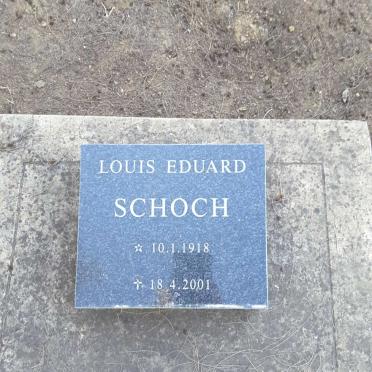 LOUIS EDUARD
SCHOCH
☆ 10.1.1918
✝ 18.4.2001